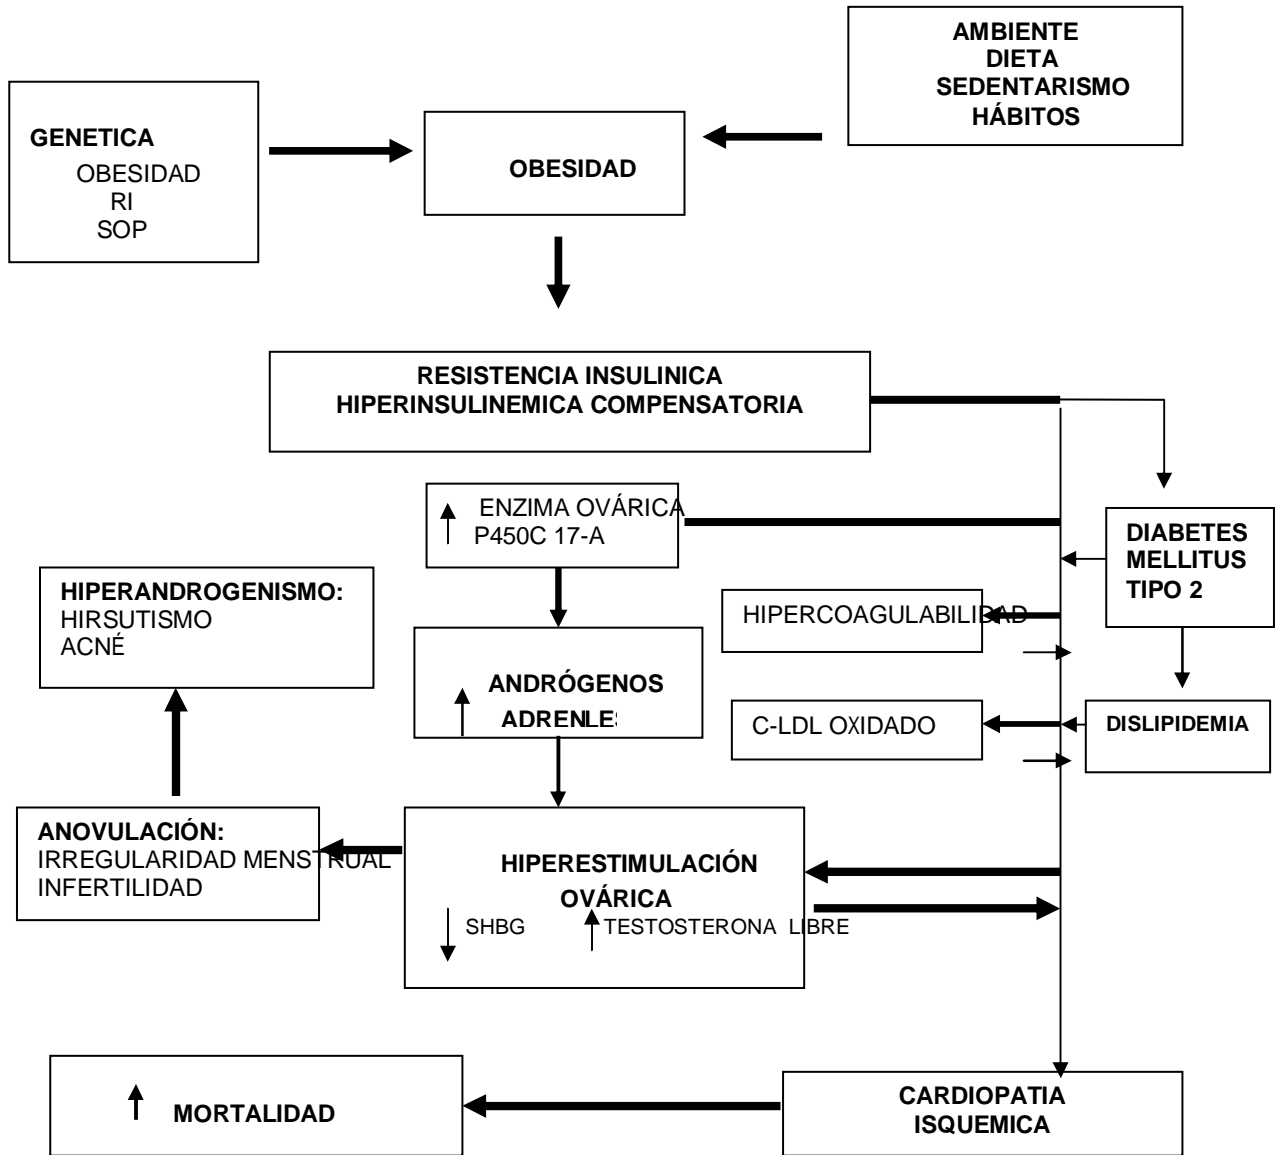 AMBIENTE
DIETA
SEDENTARISMO
HÁBITOS
GENETICA
OBESIDAD
RI
SOP
OBESIDAD
RESISTENCIA INSULINICA
HIPERINSULINEMICA COMPENSATORIA
ENZIMA OVÁRICA
P450C 17-A
DIABETES
MELLITUS
TIPO 2
HIPERANDROGENISMO:
HIRSUTISMO
ACNÉ
HIPERCOAGULABILIDAD
ANDRÓGENOS
ADRENLES
C-LDL OXIDADO
DISLIPIDEMIA
ANOVULACIÓN:
IRREGULARIDAD MENSTRUAL
INFERTILIDAD
HIPERESTIMULACIÓN
OVÁRICA
SHBG
TESTOSTERONA LIBRE
MORTALIDAD
CARDIOPATIA
ISQUEMICA